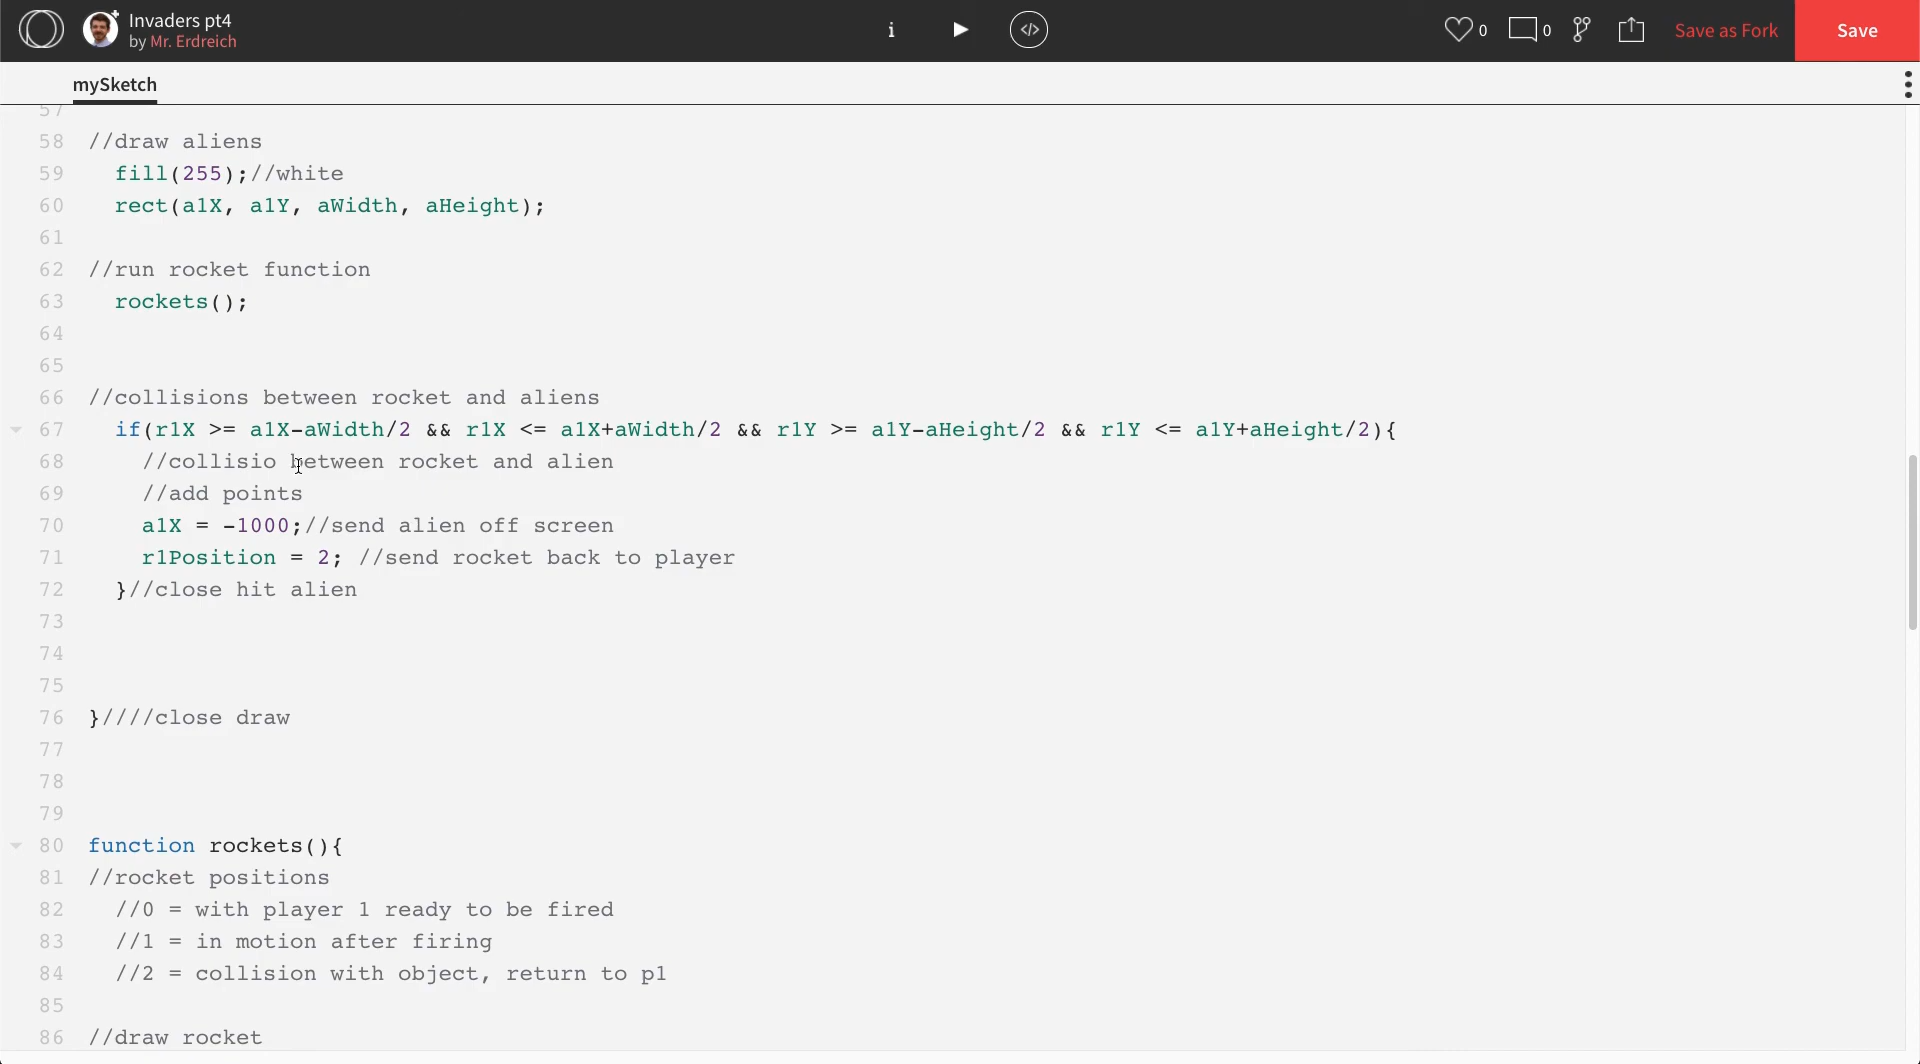 Invaders pt4
by Mr. Erdreich
i
</>
0
0
Save as Fork
Save
mySketch
57
58 //draw aliens
59 fill(255);//white
60 rect(a1X, a1Y, aWidth, aHeight);
61
62 //run rocket function
63 rockets();
64
65
66 //collisions between rocket and aliens
67 if(r1X >= a1X-aWidth/2 && r1X <= a1X+aWidth/2 && r1Y >= a1Y-aHeight/2 && r1Y <= a1Y+aHeight/2){
68 //collisio between rocket and alien
69 //add points
70 a1X = -1000;//send alien off screen
71 r1Position = 2; //send rocket back to player
72 }//close hit alien
73
74
75
76 }////close draw
77
78
79
80 function rockets(){
81 //rocket positions
82 //0 = with player 1 ready to be fired
83 //1 = in motion after firing
84 //2 = collision with object, return to p1
85
86 //draw rocket